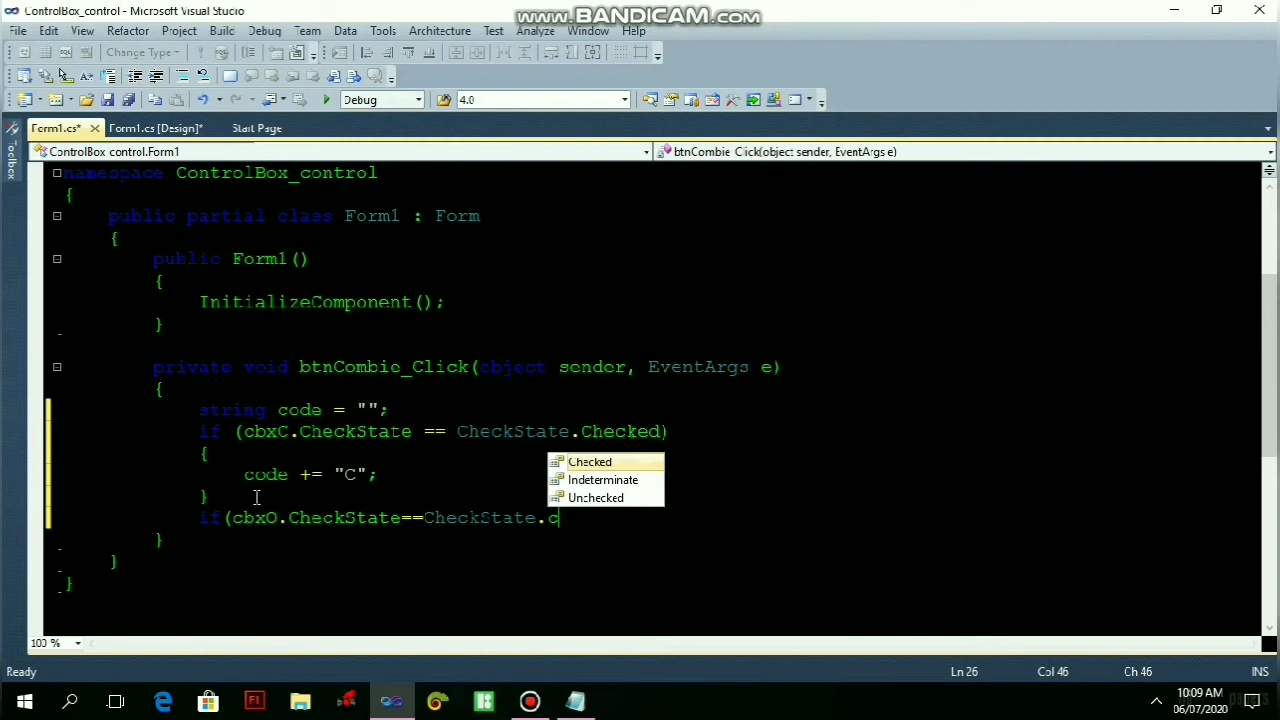 ControlBox_control - Microsoft Visual Studio
www.BANDICAM.com
File Edit View Refactor Project Build Debug Team Data Tools Architecture Test Analyze Window Help
Change Type
Debug 4.0
Form1.cs* Form1.cs [Design]* Start Page
Toolbox
ControlBox_control.Form1 btnCombie_Click(object sender, EventArgs e)
namespace ControlBox_control
{
public partial class Form1 : Form
{
public Form1()
{
InitializeComponent();
}
private void btnCombie_Click(object sender, EventArgs e)
{
string code = "";
if (cbxC.CheckState == CheckState.Checked)
{
code += "C";
}
if(cbxO.CheckState==CheckState.c
Checked
Indeterminate
Unchecked
}
}
}
100 %
Ready Ln 26 Col 46 Ch 46 INS
10:09 AM
06/07/2020